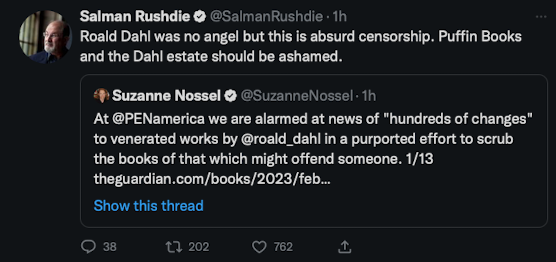 Salman Rushdie @SalmanRushdie · 1h
Roald Dahl was no angel but this is absurd censorship. Puffin Books
and the Dahl estate should be ashamed.
Suzanne Nossel @SuzanneNossel · 1h
At @PENamerica we are alarmed at news of "hundreds of changes"
to venerated works by @roald_dahl in a purported effort to scrub
the books of that which might offend someone. 1/13
theguardian.com/books/2023/feb...
Show this thread
38 202 762